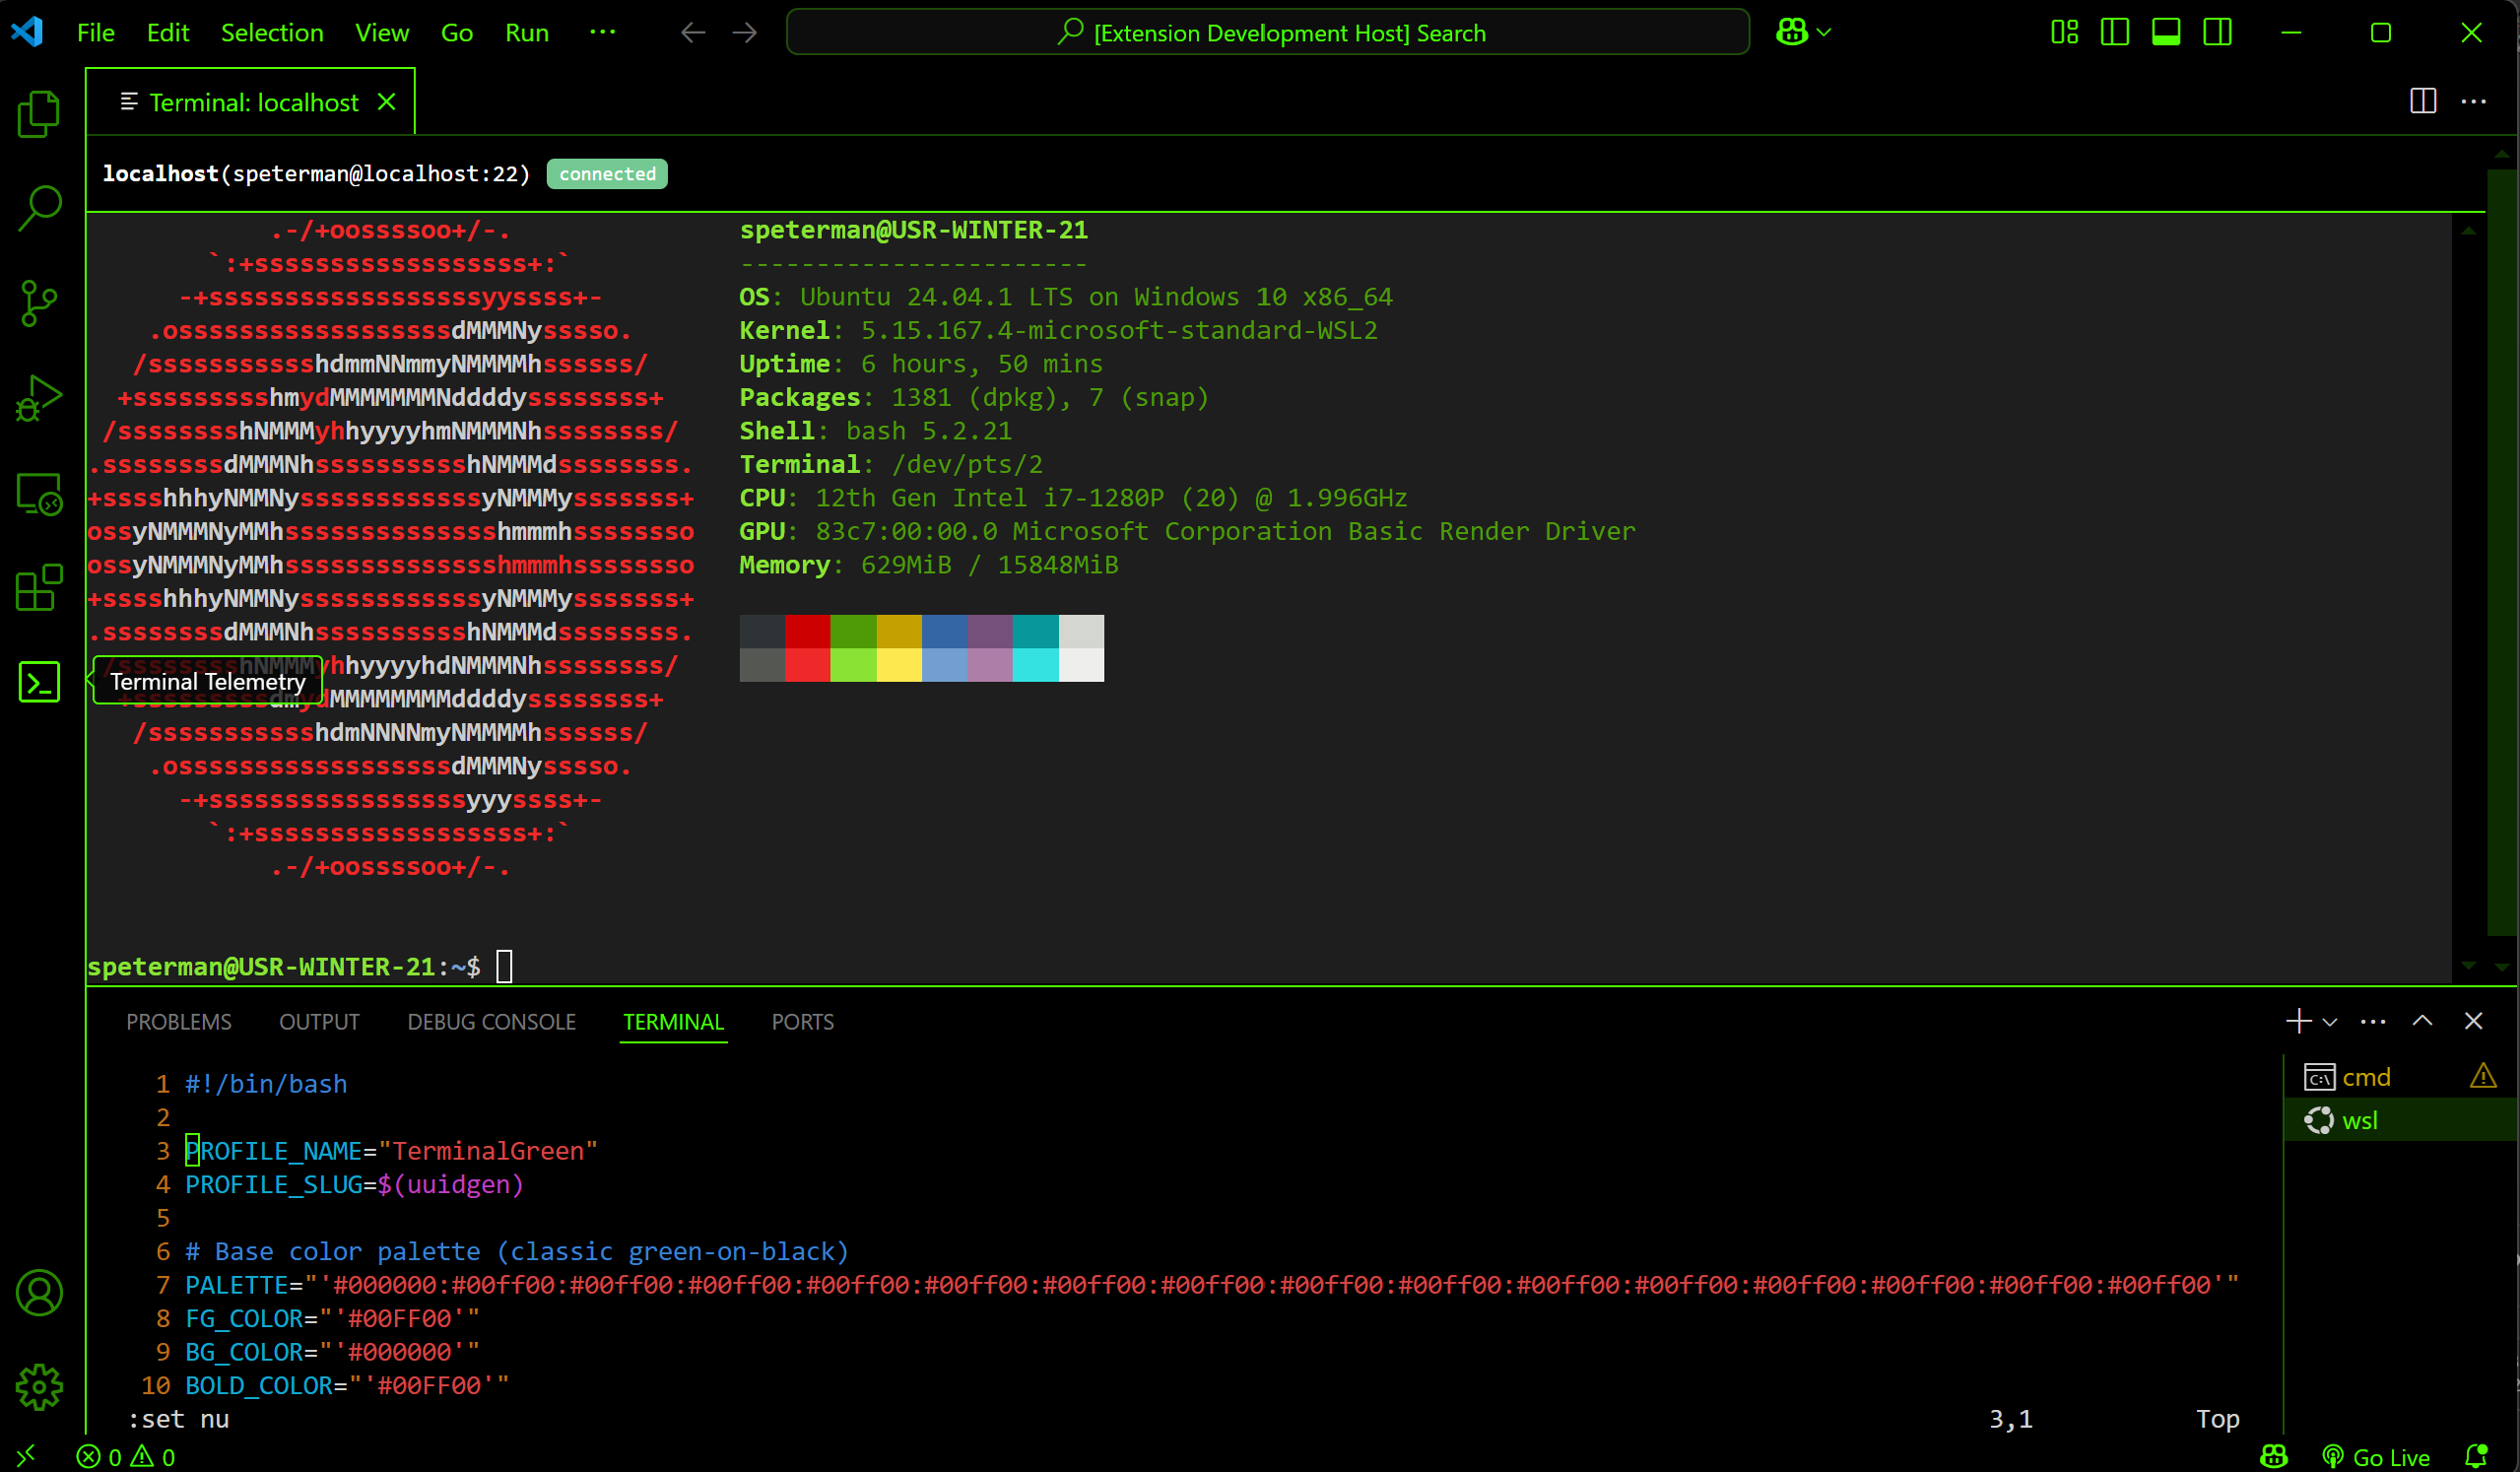 File Edit Selection View Go Run ···
[Extension Development Host] Search
Terminal: localhost
localhost(speterman@localhost:22) connected
.-/+oossssoo+/-.
`:+ssssssssssssssssss+:`
-+ssssssssssssssssssyyssss+-
.ossssssssssssssssssdMMMNysssso.
/ssssssssssshdmmNNmmyNMMMMhssssss/
+ssssssssshmydMMMMMMMNddddyssssssss+
/sssssssshNMMMyhhyyyyhmNMMMNhssssssss/
.ssssssssdMMMNhsssssssssshNMMMdssssssss.
+sssshhhyNMMNyssssssssssssyNMMMysssssss+
ossyNMMMNyMMhsssssssssssssshmmmhssssssso
ossyNMMMNyMMhsssssssssssssshmmmhssssssso
+sssshhhyNMMNyssssssssssssyNMMMysssssss+
.ssssssssdMMMNhsssssssssshNMMMdssssssss.
/sssssssshNMMMyhhyyyyhdNMMMNhssssssss/
+sssssssssdmydMMMMMMMMddddyssssssss+
/ssssssssssshdmNNNNmyNMMMMhssssss/
.ossssssssssssssssssdMMMNysssso.
-+sssssssssssssssssyyyssss+-
`:+ssssssssssssssssss+:`
.-/+oossssoo+/-.
speterman@USR-WINTER-21
-----------------------
OS: Ubuntu 24.04.1 LTS on Windows 10 x86_64
Kernel: 5.15.167.4-microsoft-standard-WSL2
Uptime: 6 hours, 50 mins
Packages: 1381 (dpkg), 7 (snap)
Shell: bash 5.2.21
Terminal: /dev/pts/2
CPU: 12th Gen Intel i7-1280P (20) @ 1.996GHz
GPU: 83c7:00:00.0 Microsoft Corporation Basic Render Driver
Memory: 629MiB / 15848MiB
Terminal Telemetry
speterman@USR-WINTER-21:~$
PROBLEMS OUTPUT DEBUG CONSOLE TERMINAL PORTS
1 #!/bin/bash
2
3 PROFILE_NAME="TerminalGreen"
4 PROFILE_SLUG=$(uuidgen)
5
6 # Base color palette (classic green-on-black)
7 PALETTE="'#000000:#00ff00:#00ff00:#00ff00:#00ff00:#00ff00:#00ff00:#00ff00:#00ff00:#00ff00:#00ff00:#00ff00:#00ff00:#00ff00:#00ff00:#00ff00'"
8 FG_COLOR="'#00FF00'"
9 BG_COLOR="'#000000'"
10 BOLD_COLOR="'#00FF00'"
:set nu 3,1 Top
cmd
wsl
0 0
Go Live